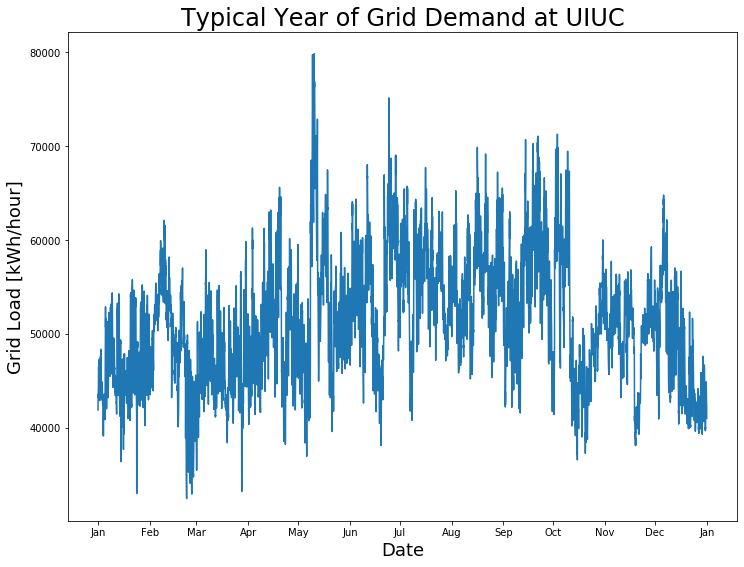 Typical Year of Grid Demand at UIUC
80000
70000
60000
50000
40000
Grid Load [kWh/hour]
Jan Feb Mar Apr May Jun Jul Aug Sep Oct Nov Dec Jan
Date